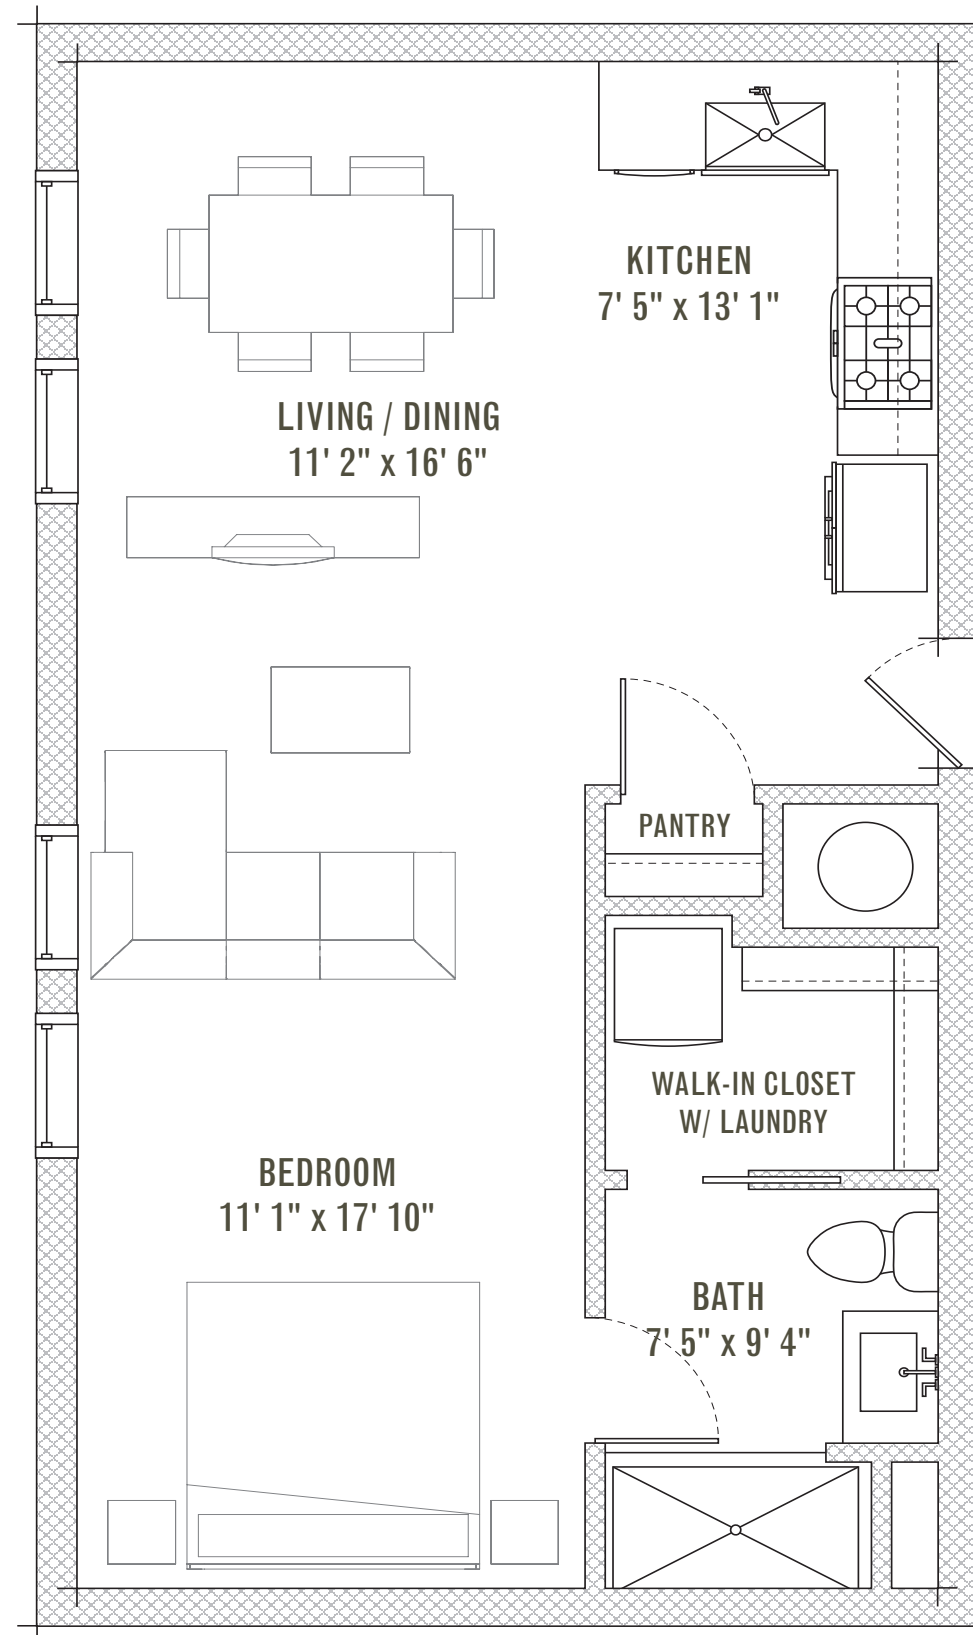 KITCHEN
7' 5" x 13' 1"
LIVING / DINING
11' 2" x 16' 6"
PANTRY
WALK-IN CLOSET
W/ LAUNDRY
BEDROOM
11' 1" x 17' 10"
BATH
7' 5" x 9' 4"